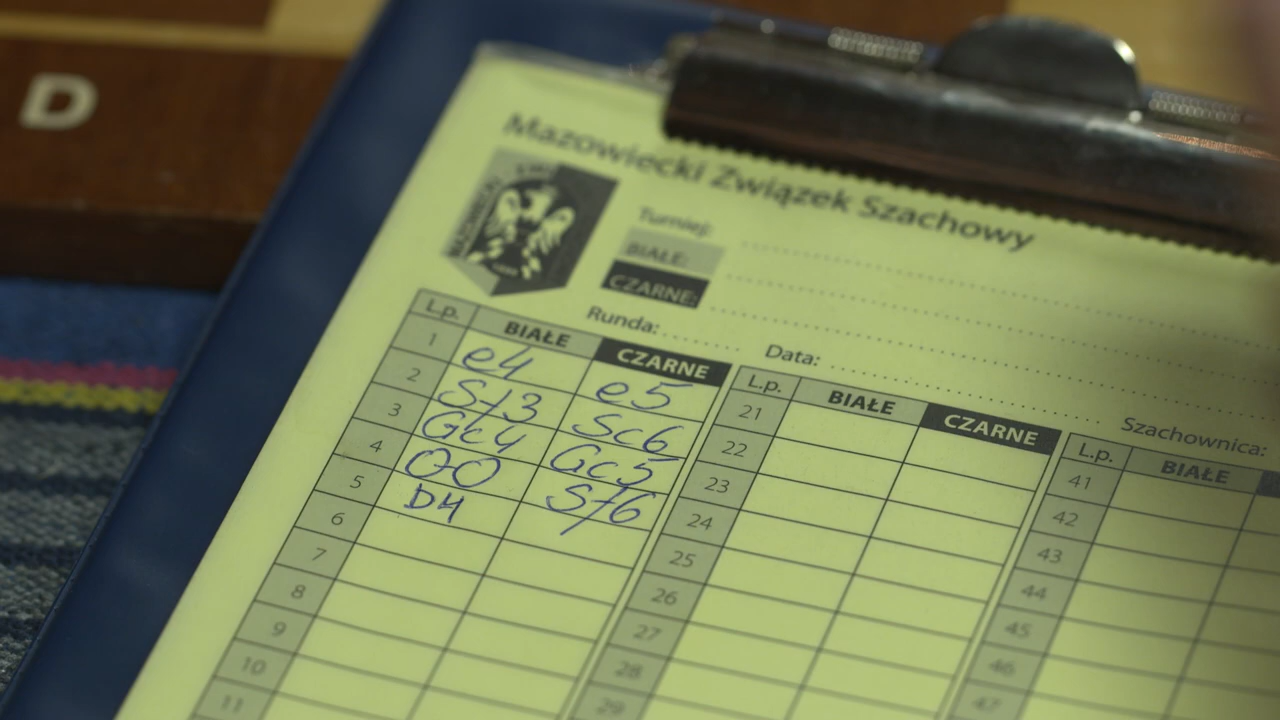 D
Mazowiecki Związek Szachowy
MAZOWIECKI
Turniej:
BIAŁE:
CZARNE:
Runda:
Data:
Szachownica:
L.p. BIAŁE CZARNE
1 e4 e5
2 Sf3 Sc6
3 Gc4 Gc5
4 OO Sf6
5 D4
6
7
8
9
10
11
L.p. BIAŁE CZARNE
21
22
23
24
25
26
27
28
29
L.p. BIAŁE
41
42
43
44
45
46
47